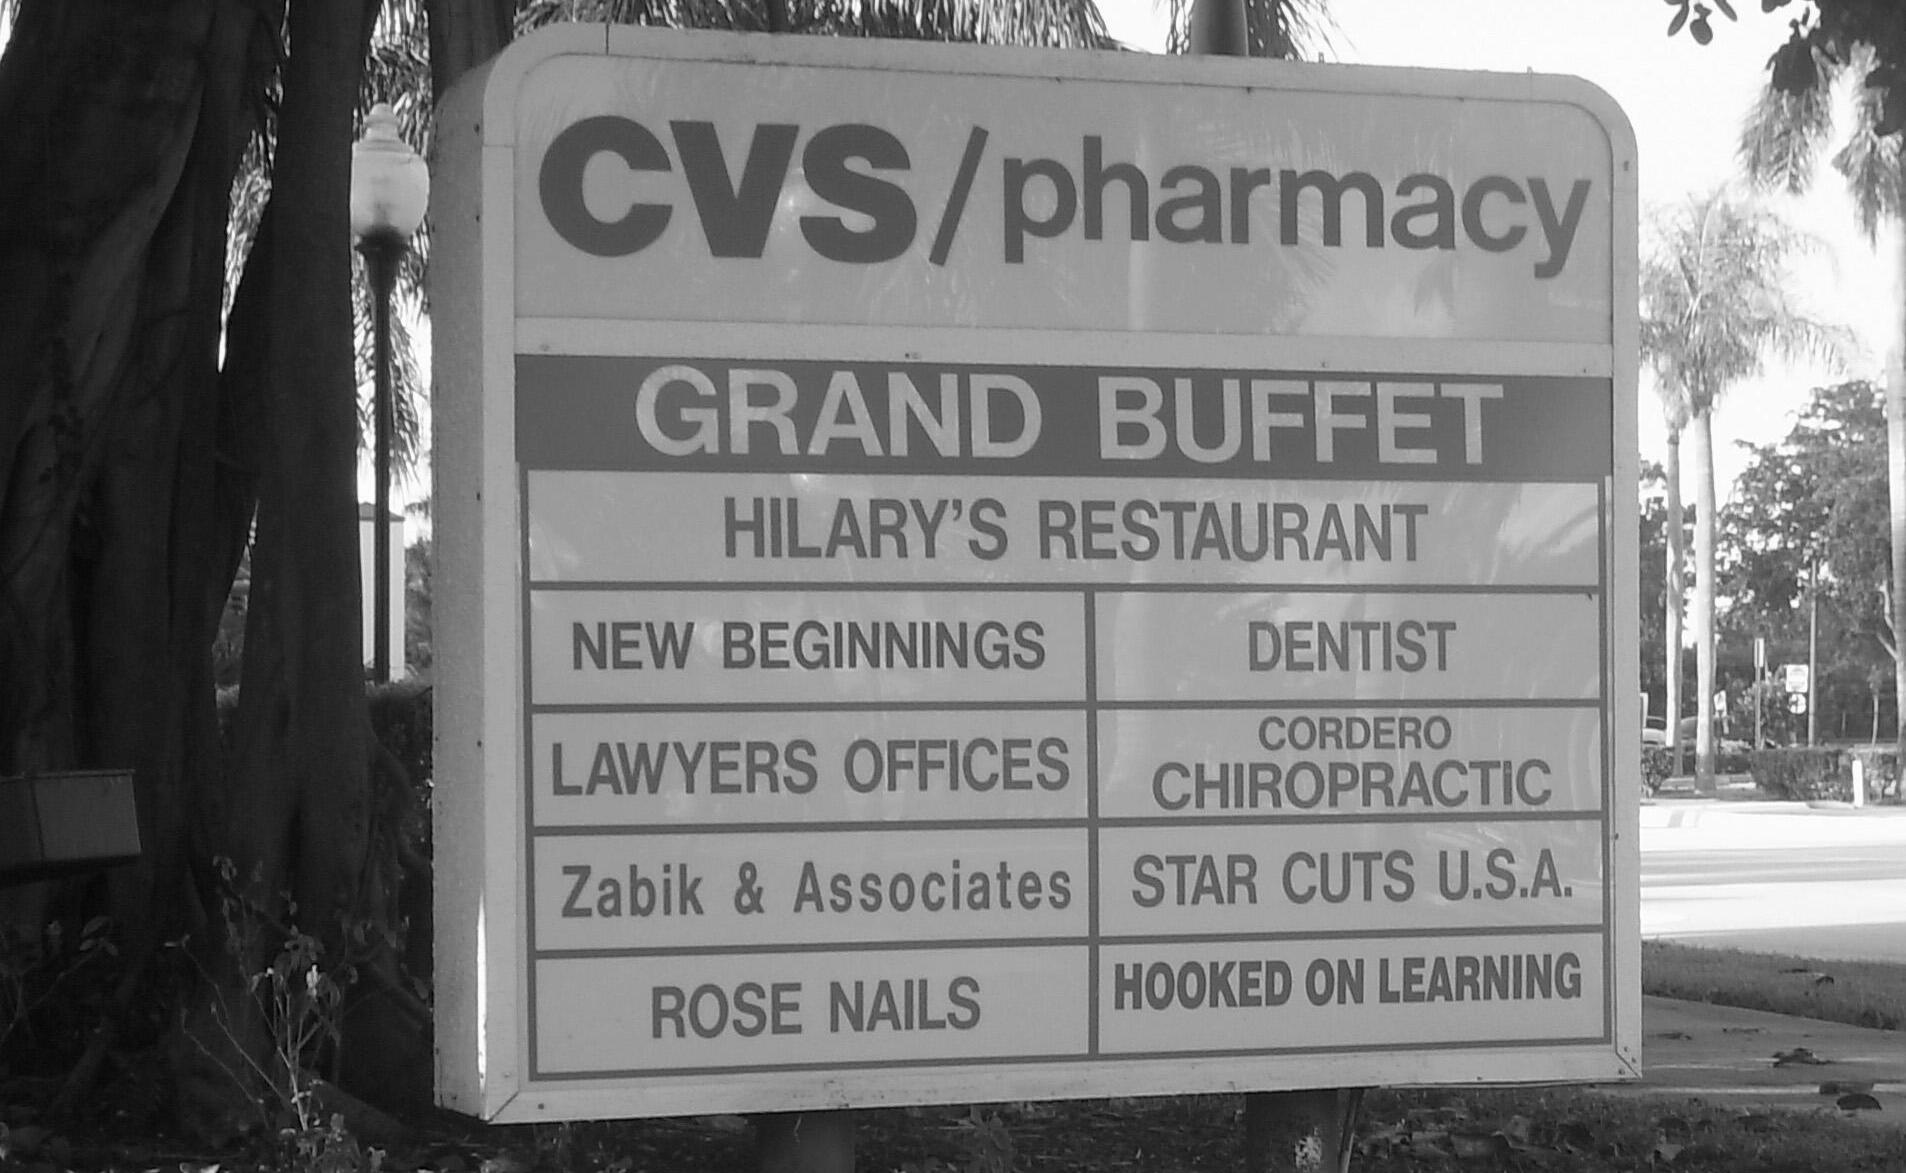 CVS/pharmacy
GRAND BUFFET
HILARY'S RESTAURANT
NEW BEGINNINGS
DENTIST
LAWYERS OFFICES
CORDERO
CHIROPRACTIC
Zabik & Associates
STAR CUTS U.S.A.
ROSE NAILS
HOOKED ON LEARNING